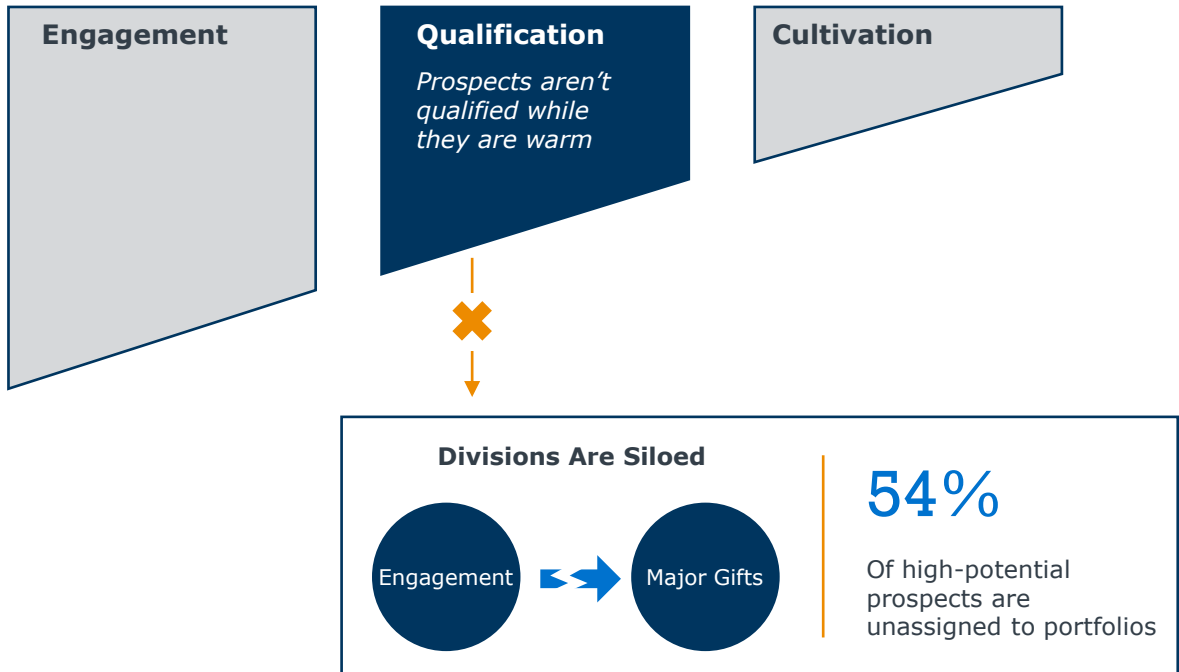 Engagement
Qualification
Prospects aren’t
qualified while
they are warm
Cultivation
Divisions Are Siloed
Engagement
Major Gifts
54%
Of high-potential
prospects are
unassigned to portfolios